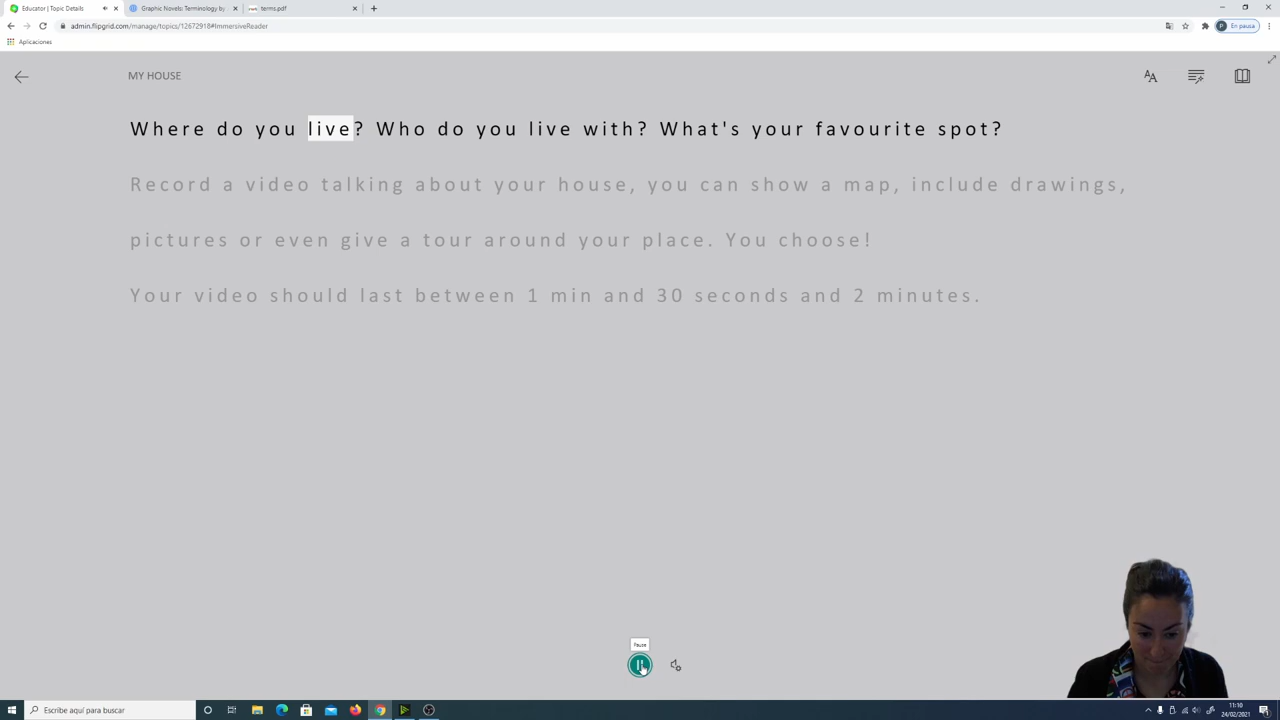 Educator | Topic Details
Graphic Novels: Terminology by
terms.pdf
admin.flipgrid.com/manage/topics/12672918#ImmersiveReader
P
En pausa
Aplicaciones
MY HOUSE
AA
Where do you live? Who do you live with? What's your favourite spot?
Record a video talking about your house, you can show a map, include drawings,
pictures or even give a tour around your place. You choose!
Your video should last between 1 min and 30 seconds and 2 minutes.
Pause
Escribe aquí para buscar
11:10
24/02/2021